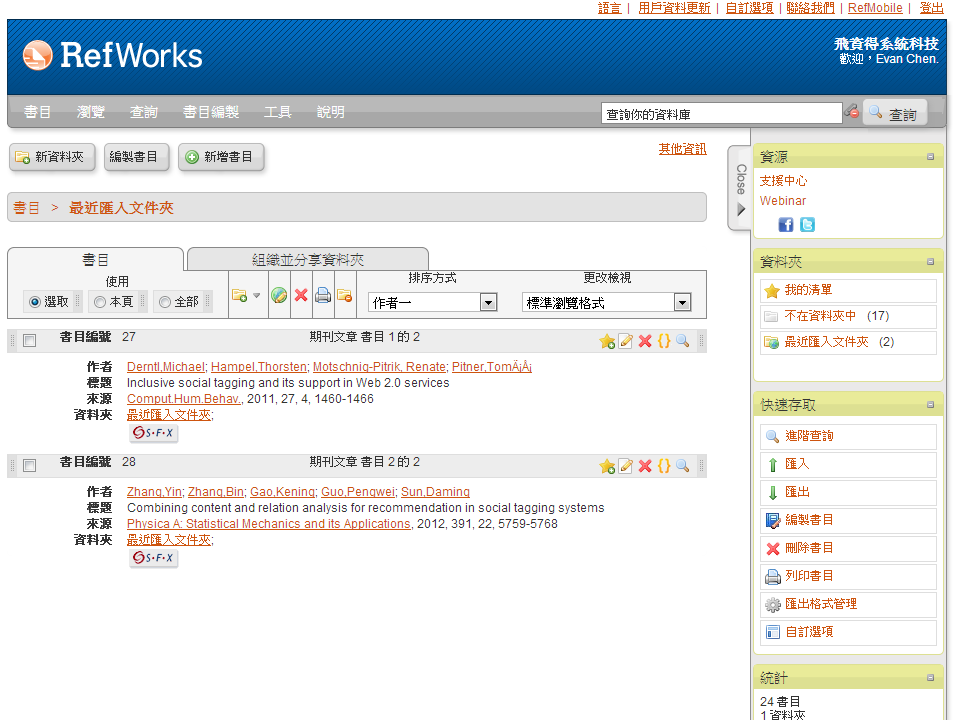 語言 | 用戶資料更新 | 自訂選項 | 聯絡我們 | RefMobile | 登出
RefWorks
飛資得系統科技
歡迎，Evan Chen.
書目 瀏覽 查詢 書目編製 工具 說明
查詢你的資料庫 查詢
新資料夾 編製書目 新增書目
其他資訊
書目 > 最近匯入文件夾
書目 組織並分享資料夾
使用 排序方式 更改檢視
選取 本頁 全部 作者一 標準瀏覽格式
書目編號 27 期刊文章 書目 1 的 2
作者 Derntl,Michael; Hampel,Thorsten; Motschnig-Pitrik, Renate; Pitner,TomÄ¡Å¡
標題 Inclusive social tagging and its support in Web 2.0 services
來源 Comput.Hum.Behav., 2011, 27, 4, 1460-1466
資料夾 最近匯入文件夾;
S·F·X
書目編號 28 期刊文章 書目 2 的 2
作者 Zhang,Yin; Zhang,Bin; Gao,Kening; Guo,Pengwei; Sun,Daming
標題 Combining content and relation analysis for recommendation in social tagging systems
來源 Physica A: Statistical Mechanics and its Applications, 2012, 391, 22, 5759-5768
資料夾 最近匯入文件夾;
S·F·X
Close
資源
支援中心
Webinar
資料夾
我的清單
不在資料夾中 (17)
最近匯入文件夾 (2)
快速存取
進階查詢
匯入
匯出
編製書目
刪除書目
列印書目
匯出格式管理
自訂選項
統計
24 書目
1 資料夾